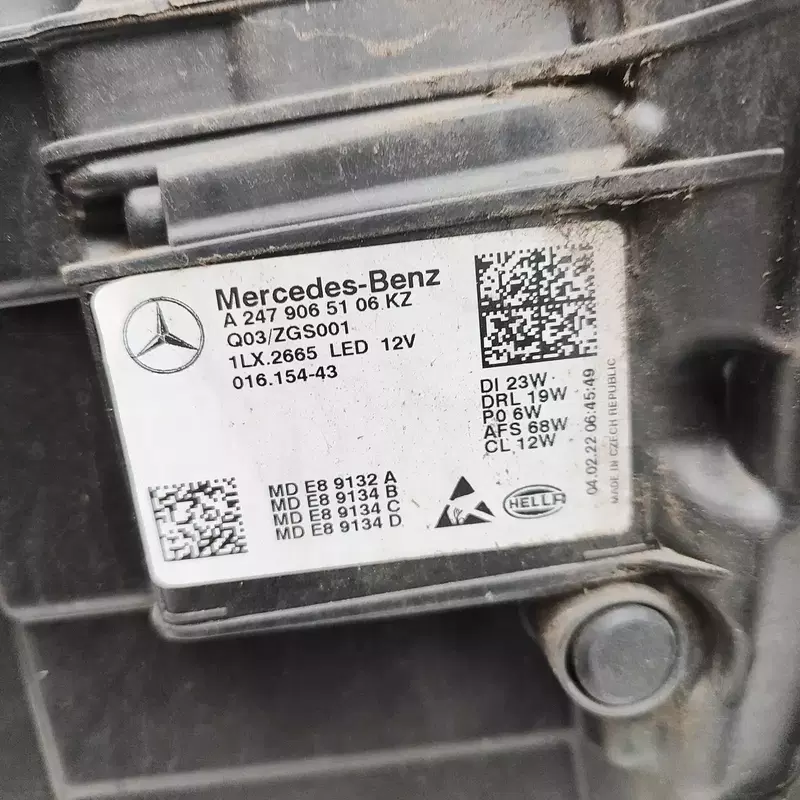 Mercedes-Benz
A 247 906 51 06 KZ
Q03/ZGS001
1LX.2665 LED 12V
016.154-43
DI 23W
DRL 19W
P0 6W
AFS 68W
CL 12W
04.02.22 06:45:49
MADE IN CZECH REPUBLIC
MD E8 9132 A
MD E8 9134 B
MD E8 9134 C
MD E8 9134 D
HELLA